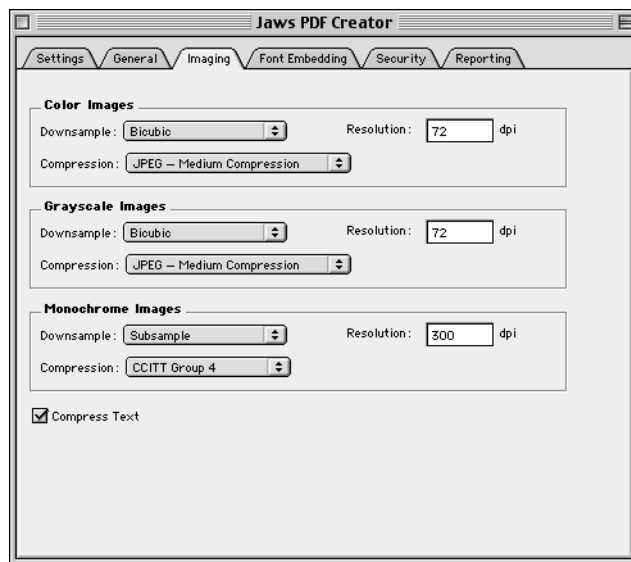 Jaws PDF Creator
Settings General Imaging Font Embedding Security Reporting
Color Images
Downsample: Bicubic Resolution: 72 dpi
Compression: JPEG – Medium Compression
Grayscale Images
Downsample: Bicubic Resolution: 72 dpi
Compression: JPEG – Medium Compression
Monochrome Images
Downsample: Subsample Resolution: 300 dpi
Compression: CCITT Group 4
Compress Text